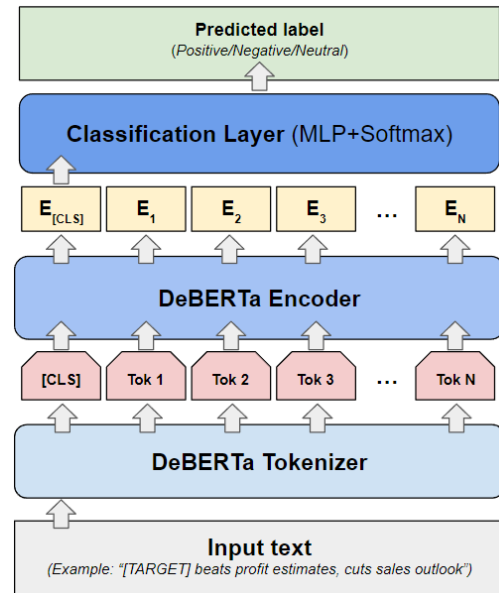 Predicted label
(Positive/Negative/Neutral)
Classification Layer (MLP+Softmax)
E[CLS] E1 E2 E3 ... EN
DeBERTa Encoder
[CLS] Tok 1 Tok 2 Tok 3 ... Tok N
DeBERTa Tokenizer
Input text
(Example: “[TARGET] beats profit estimates, cuts sales outlook”)